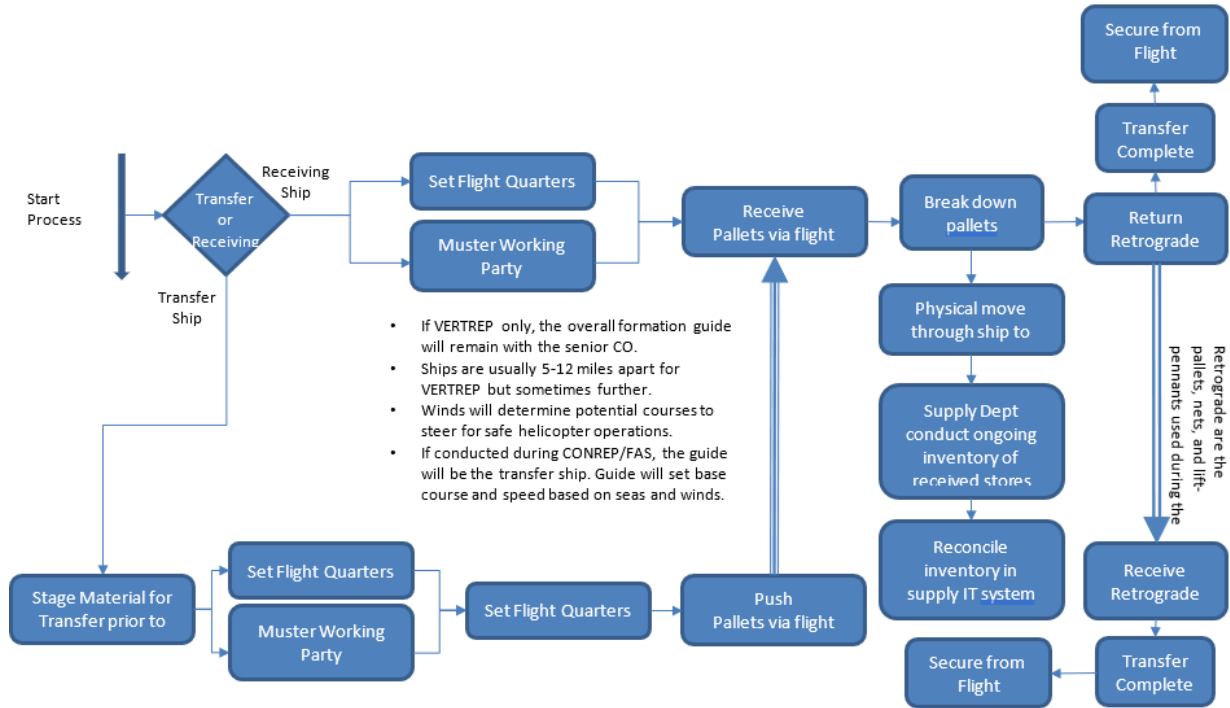 Start
Process
Transfer
or
Receiving
Receiving
Ship
Transfer
Ship
Set Flight Quarters
Muster Working
Party
Receive
Pallets via flight
Break down
pallets
Return
Retrograde
Transfer
Complete
Secure from
Flight
Physical move
through ship to
Supply Dept
conduct ongoing
inventory of
received stores
Reconcile
inventory in
supply IT system
• If VERTREP only, the overall formation guide
will remain with the senior CO.
• Ships are usually 5-12 miles apart for
VERTREP but sometimes further.
• Winds will determine potential courses to
steer for safe helicopter operations.
• If conducted during CONREP/FAS, the guide
will be the transfer ship. Guide will set base
course and speed based on seas and winds.
Retrograde are the
pallets, nets, and lift-
pennants used during the
Stage Material for
Transfer prior to
Set Flight Quarters
Muster Working
Party
Set Flight Quarters
Push
Pallets via flight
Receive
Retrograde
Transfer
Complete
Secure from
Flight